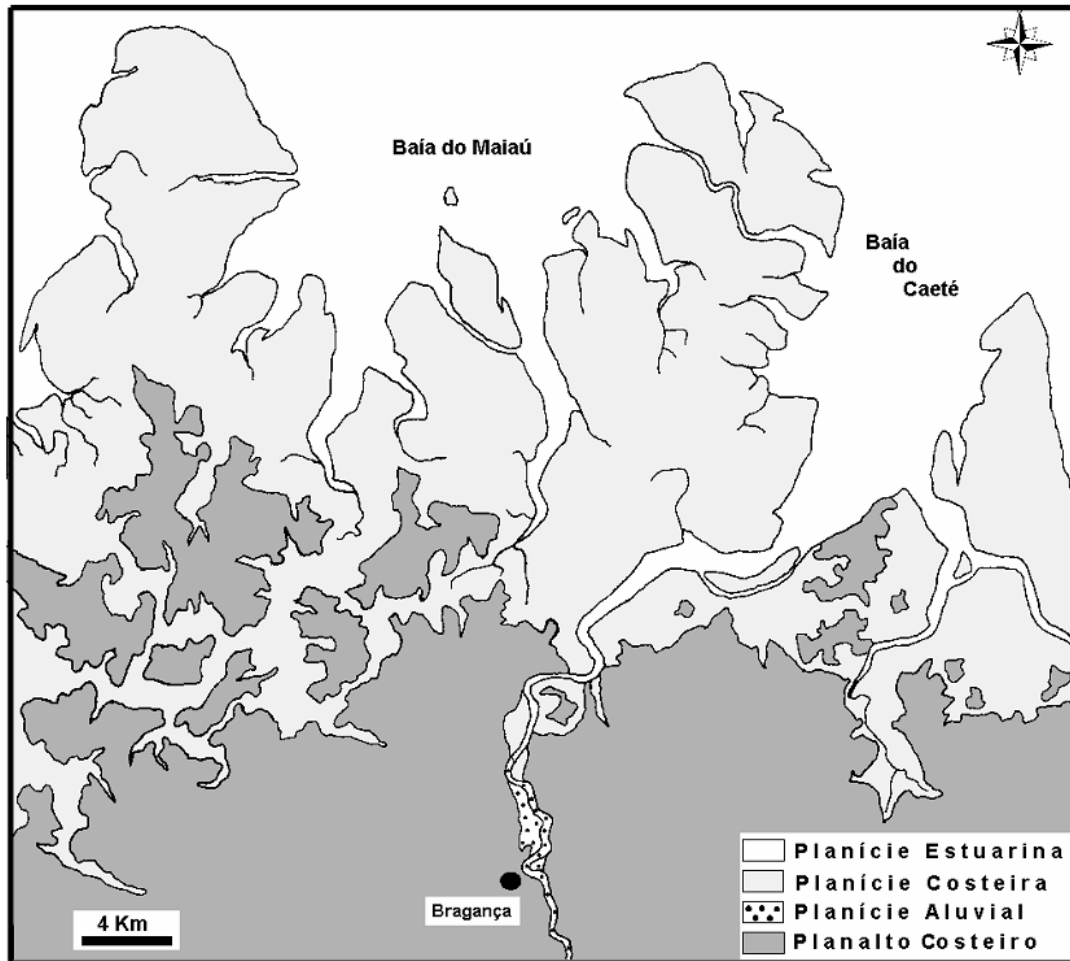 Baía do Maiaú
Baía
do
Caeté
Bragança
4 Km
Planície Estuarina
Planície Costeira
Planície Aluvial
Planalto Costeiro